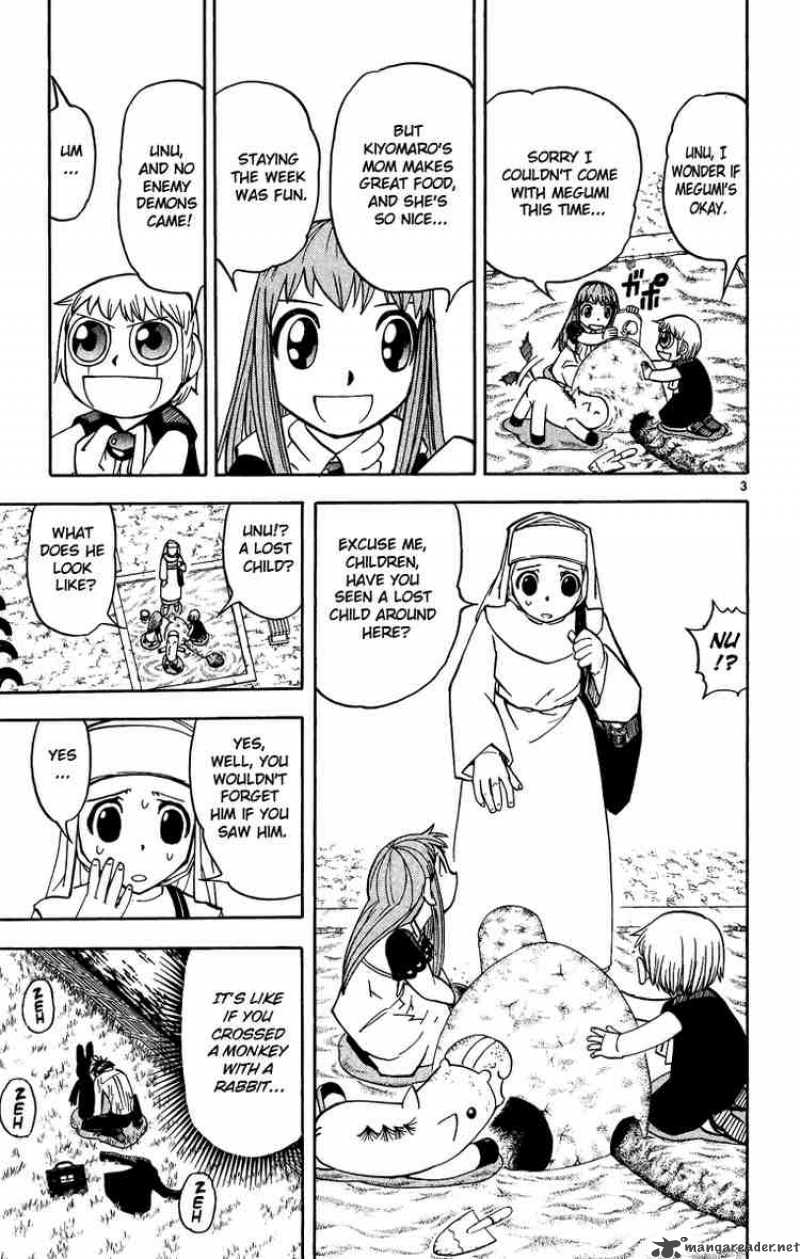 UNU, I
WONDER IF
MEGUMI'S
OKAY.
SORRY I
COULDN'T COME
WITH MEGUMI
THIS TIME...
ガポ
ガポ
BUT
KIYOMARO'S
MOM MAKES
GREAT FOOD,
AND SHE'S
SO NICE...
STAYING
THE WEEK
WAS FUN.
UNU,
AND NO
ENEMY
DEMONS
CAME!
UM
...
3
NU
!?
EXCUSE ME,
CHILDREN,
HAVE YOU
SEEN A LOST
CHILD AROUND
HERE?
UNU!?
A LOST
CHILD?
WHAT
DOES HE
LOOK
LIKE?
YES,
WELL, YOU
WOULDN'T
FORGET
HIM IF YOU
SAW HIM.
YES
...
IT'S LIKE
IF YOU
CROSSED
A MONKEY
WITH A
RABBIT...
ZEH
ZEH
ZEH
mangareader.net